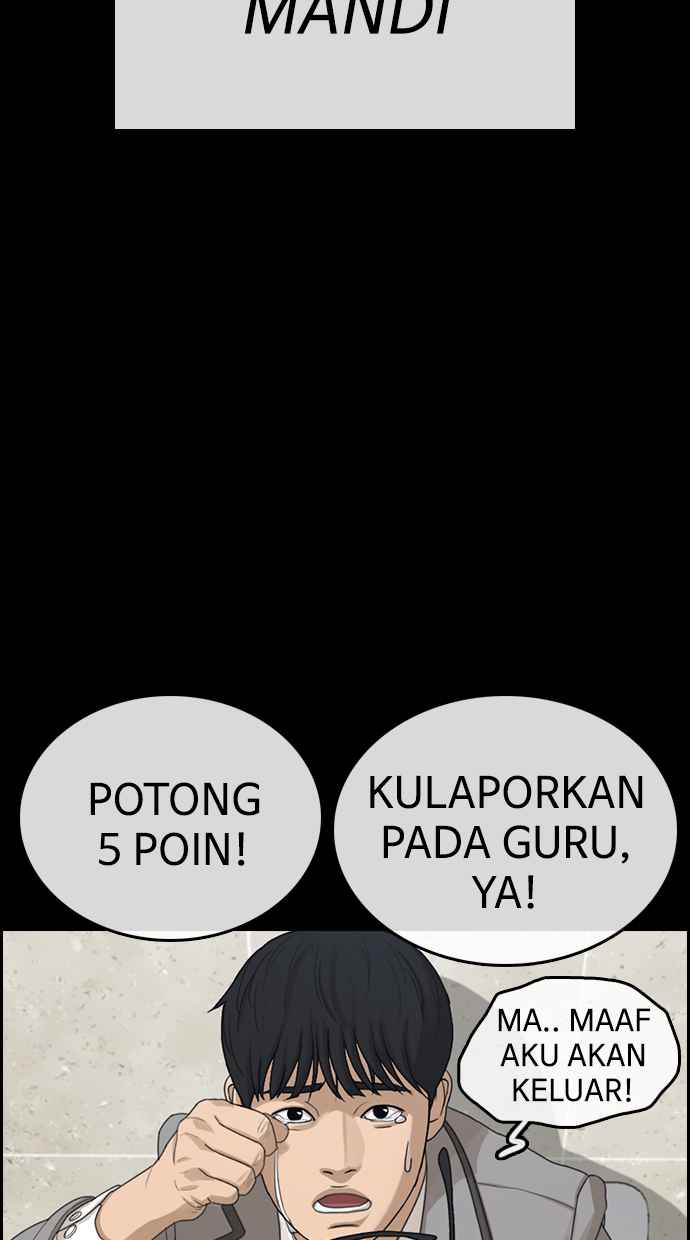 MANDI
POTONG
5 POIN!
KULAPORKAN
PADA GURU,
YA!
MA.. MAAF
AKU AKAN
KELUAR!